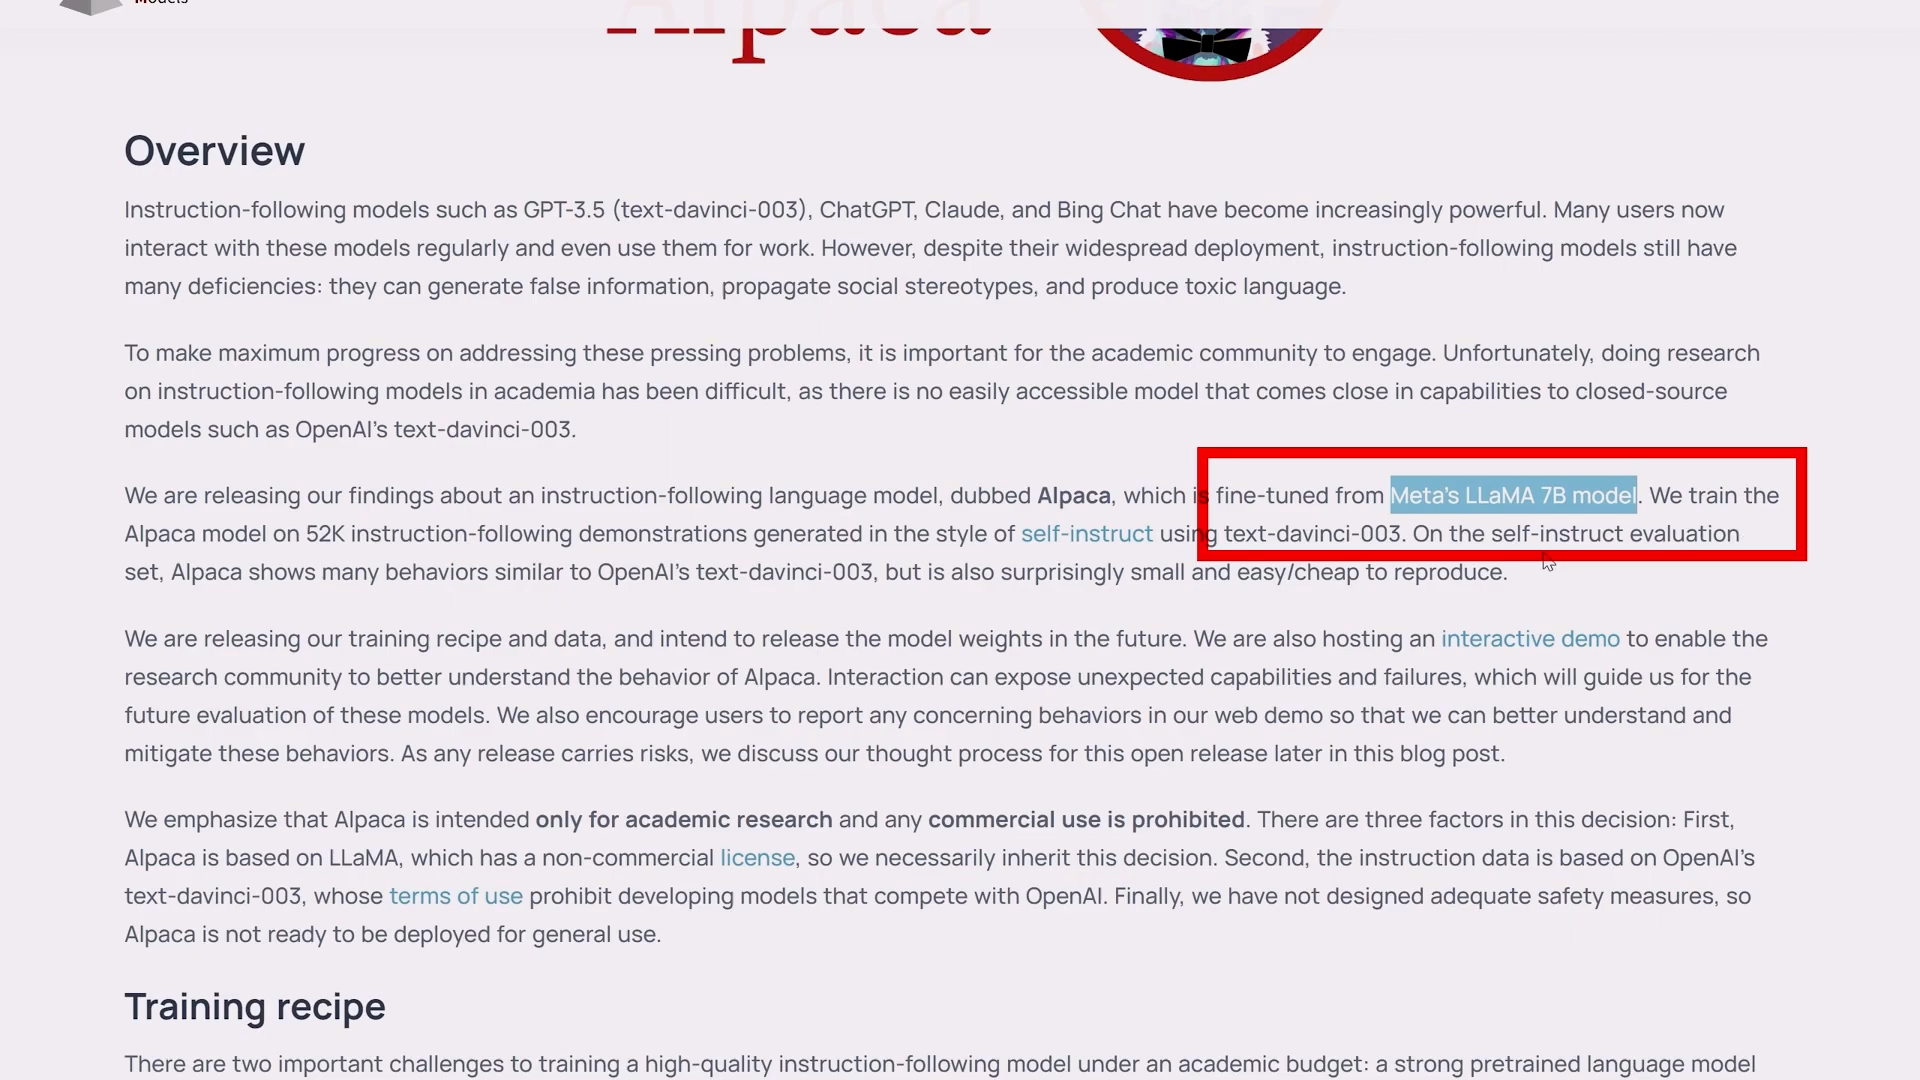 Models
Alpaca
Overview
Instruction-following models such as GPT-3.5 (text-davinci-003), ChatGPT, Claude, and Bing Chat have become increasingly powerful. Many users now
interact with these models regularly and even use them for work. However, despite their widespread deployment, instruction-following models still have
many deficiencies: they can generate false information, propagate social stereotypes, and produce toxic language.
To make maximum progress on addressing these pressing problems, it is important for the academic community to engage. Unfortunately, doing research
on instruction-following models in academia has been difficult, as there is no easily accessible model that comes close in capabilities to closed-source
models such as OpenAI's text-davinci-003.
We are releasing our findings about an instruction-following language model, dubbed Alpaca, which is fine-tuned from Meta's LLaMA 7B model. We train the
Alpaca model on 52K instruction-following demonstrations generated in the style of self-instruct using text-davinci-003. On the self-instruct evaluation
set, Alpaca shows many behaviors similar to OpenAI's text-davinci-003, but is also surprisingly small and easy/cheap to reproduce.
We are releasing our training recipe and data, and intend to release the model weights in the future. We are also hosting an interactive demo to enable the
research community to better understand the behavior of Alpaca. Interaction can expose unexpected capabilities and failures, which will guide us for the
future evaluation of these models. We also encourage users to report any concerning behaviors in our web demo so that we can better understand and
mitigate these behaviors. As any release carries risks, we discuss our thought process for this open release later in this blog post.
We emphasize that Alpaca is intended only for academic research and any commercial use is prohibited. There are three factors in this decision: First,
Alpaca is based on LLaMA, which has a non-commercial license, so we necessarily inherit this decision. Second, the instruction data is based on OpenAI's
text-davinci-003, whose terms of use prohibit developing models that compete with OpenAI. Finally, we have not designed adequate safety measures, so
Alpaca is not ready to be deployed for general use.
Training recipe
There are two important challenges to training a high-quality instruction-following model under an academic budget: a strong pretrained language model